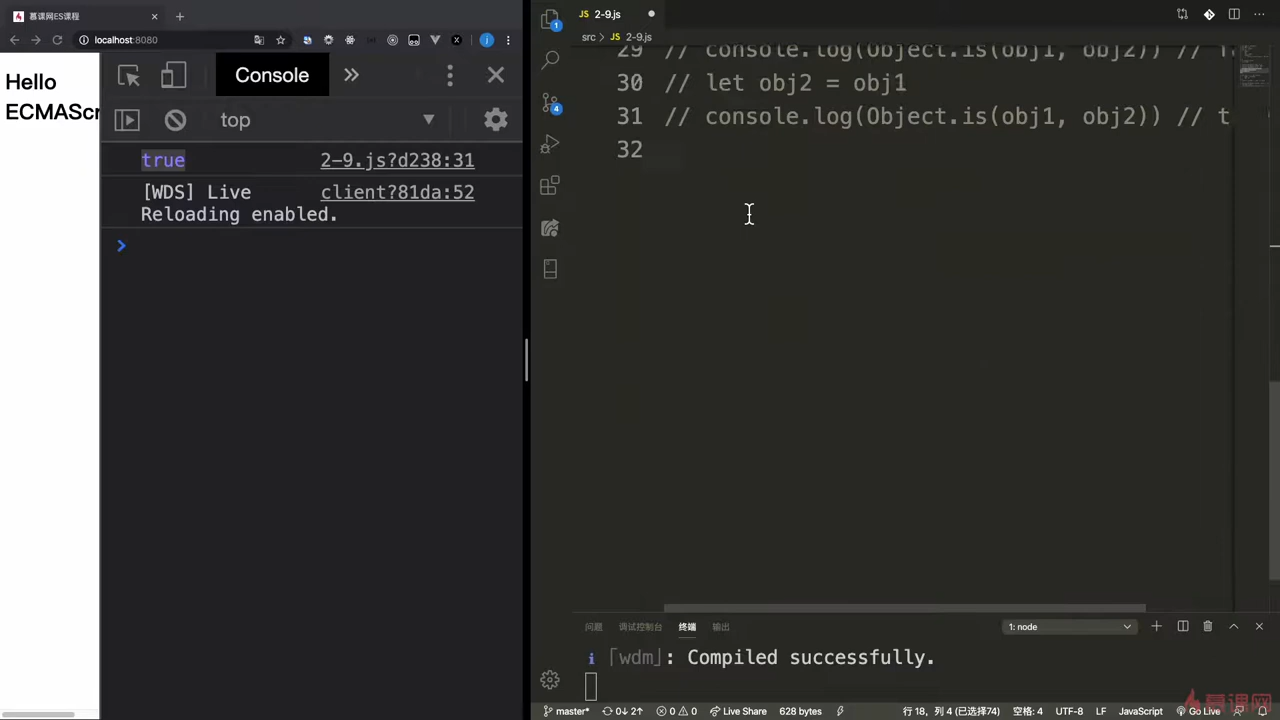 慕课网ES课程
localhost:8080
Hello
ECMAScr
Console
top
true 2-9.js?d238:31
[WDS] Live client?81da:52
Reloading enabled.
2-9.js
src > 2-9.js
29 // console.log(Object.is(obj1, obj2)) //
30 // let obj2 = obj1
31 // console.log(Object.is(obj1, obj2)) // t
32
问题 调试控制台 终端 输出 1: node
i ｢wdm｣: Compiled successfully.
master* 0↓ 2↑ 0 0 Live Share 628 bytes 行 18, 列 4 (已选择74) 空格: 4 UTF-8 LF JavaScript Go Live
慕课网